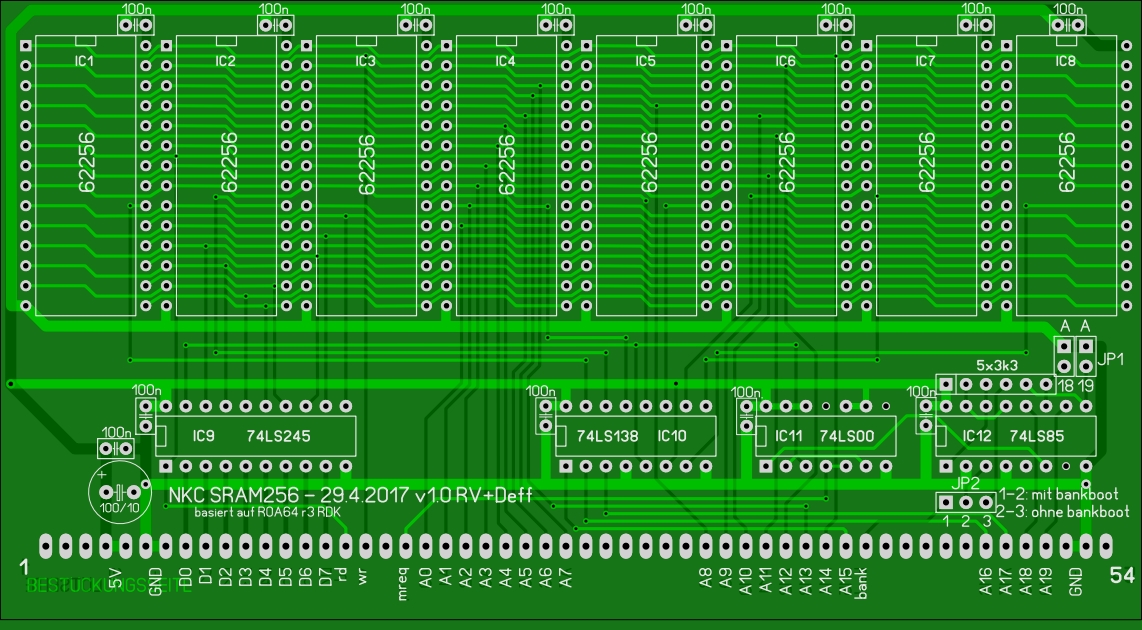 100n 100n 100n 100n 100n 100n 100n 100n
IC1 IC2 IC3 IC4 IC5 IC6 IC7 IC8
62256 62256 62256 62256 62256 62256 62256 62256
A A
JP1
5x3k3
18 19
100n 100n 100n 100n
IC9 74LS245
74LS138 IC10
IC11 74LS00
IC12 74LS85
100n
+
100/10
NKC SRAM256 – 29.4.2017 v1.0 RV+Deff
basiert auf ROA64 r3 RDK
JP2
1 2 3
1–2: mit bankboot
2–3: ohne bankboot
1
5V GND D0 D1 D2 D3 D4 D5 D6 D7 rd wr mreq A0 A1 A2 A3 A4 A5 A6 A7 A8 A9 A10 A11 A12 A13 A14 A15 bank A16 A17 A18 A19 GND
54
BESTÜCKUNGSSEITE